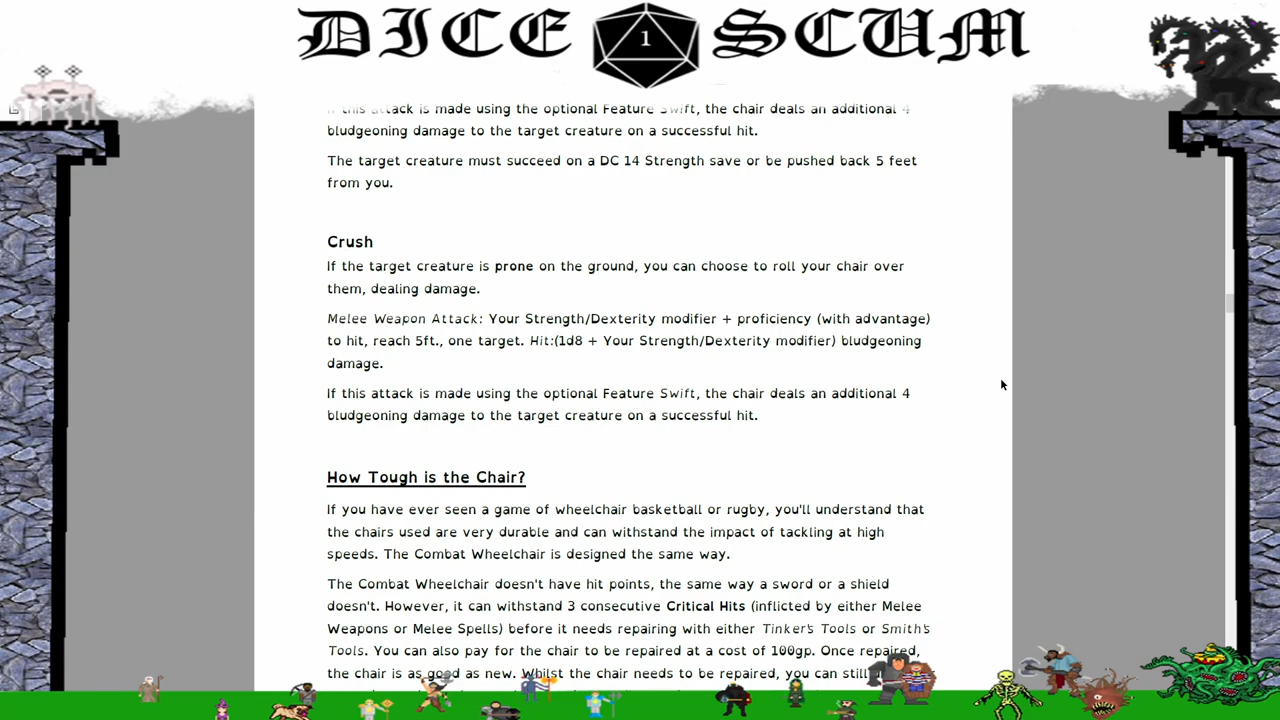 DICE 1 SCUM
If this attack is made using the optional Feature Swift, the chair deals an additional 4
bludgeoning damage to the target creature on a successful hit.
The target creature must succeed on a DC 14 Strength save or be pushed back 5 feet
from you.
Crush
If the target creature is prone on the ground, you can choose to roll your chair over
them, dealing damage.
Melee Weapon Attack: Your Strength/Dexterity modifier + proficiency (with advantage)
to hit, reach 5ft., one target. Hit:(1d8 + Your Strength/Dexterity modifier) bludgeoning
damage.
If this attack is made using the optional Feature Swift, the chair deals an additional 4
bludgeoning damage to the target creature on a successful hit.
How Tough is the Chair?
If you have ever seen a game of wheelchair basketball or rugby, you'll understand that
the chairs used are very durable and can withstand the impact of tackling at high
speeds. The Combat Wheelchair is designed the same way.
The Combat Wheelchair doesn't have hit points, the same way a sword or a shield
doesn't. However, it can withstand 3 consecutive Critical Hits (inflicted by either Melee
Weapons or Melee Spells) before it needs repairing with either Tinker's Tools or Smith's
Tools. You can also pay for the chair to be repaired at a cost of 100gp. Once repaired,
the chair is as good as new. Whilst the chair needs to be repaired, you can still